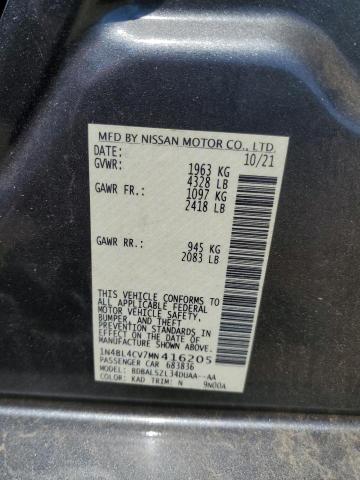 MFD BY NISSAN MOTOR CO., LTD.
DATE: 10/21
GVWR: 1963 KG
4328 LB
GAWR FR: 1097 KG
2418 LB
GAWR RR: 945 KG
2083 LB
THIS VEHICLE CONFORMS TO ALL
APPLICABLE U.S. FEDERAL
MOTOR VEHICLE SAFETY,
BUMPER, AND THEFT
PREVENTION STANDARDS IN
EFFECT ON THE DATE OF
MANUFACTURE SHOWN ABOVE.
1N4BL4CV7MN416205
PASSENGER CAR 683836
MODEL: BDBALSZL34DUAA--AA
COLOR: KAD TRIM: N 9N00A